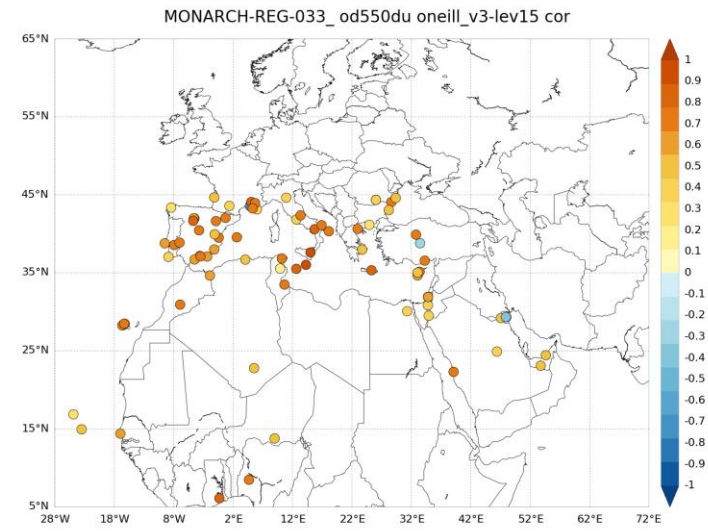 MONARCH-REG-033_ od550du oneill_v3-lev15 cor
65°N
55°N
45°N
35°N
25°N
15°N
5°N
28°W 18°W 8°W 2°E 12°E 22°E 32°E 42°E 52°E 62°E 72°E
1
0.9
0.8
0.7
0.6
0.5
0.4
0.3
0.2
0.1
0
-0.1
-0.2
-0.3
-0.4
-0.5
-0.6
-0.7
-0.8
-0.9
-1